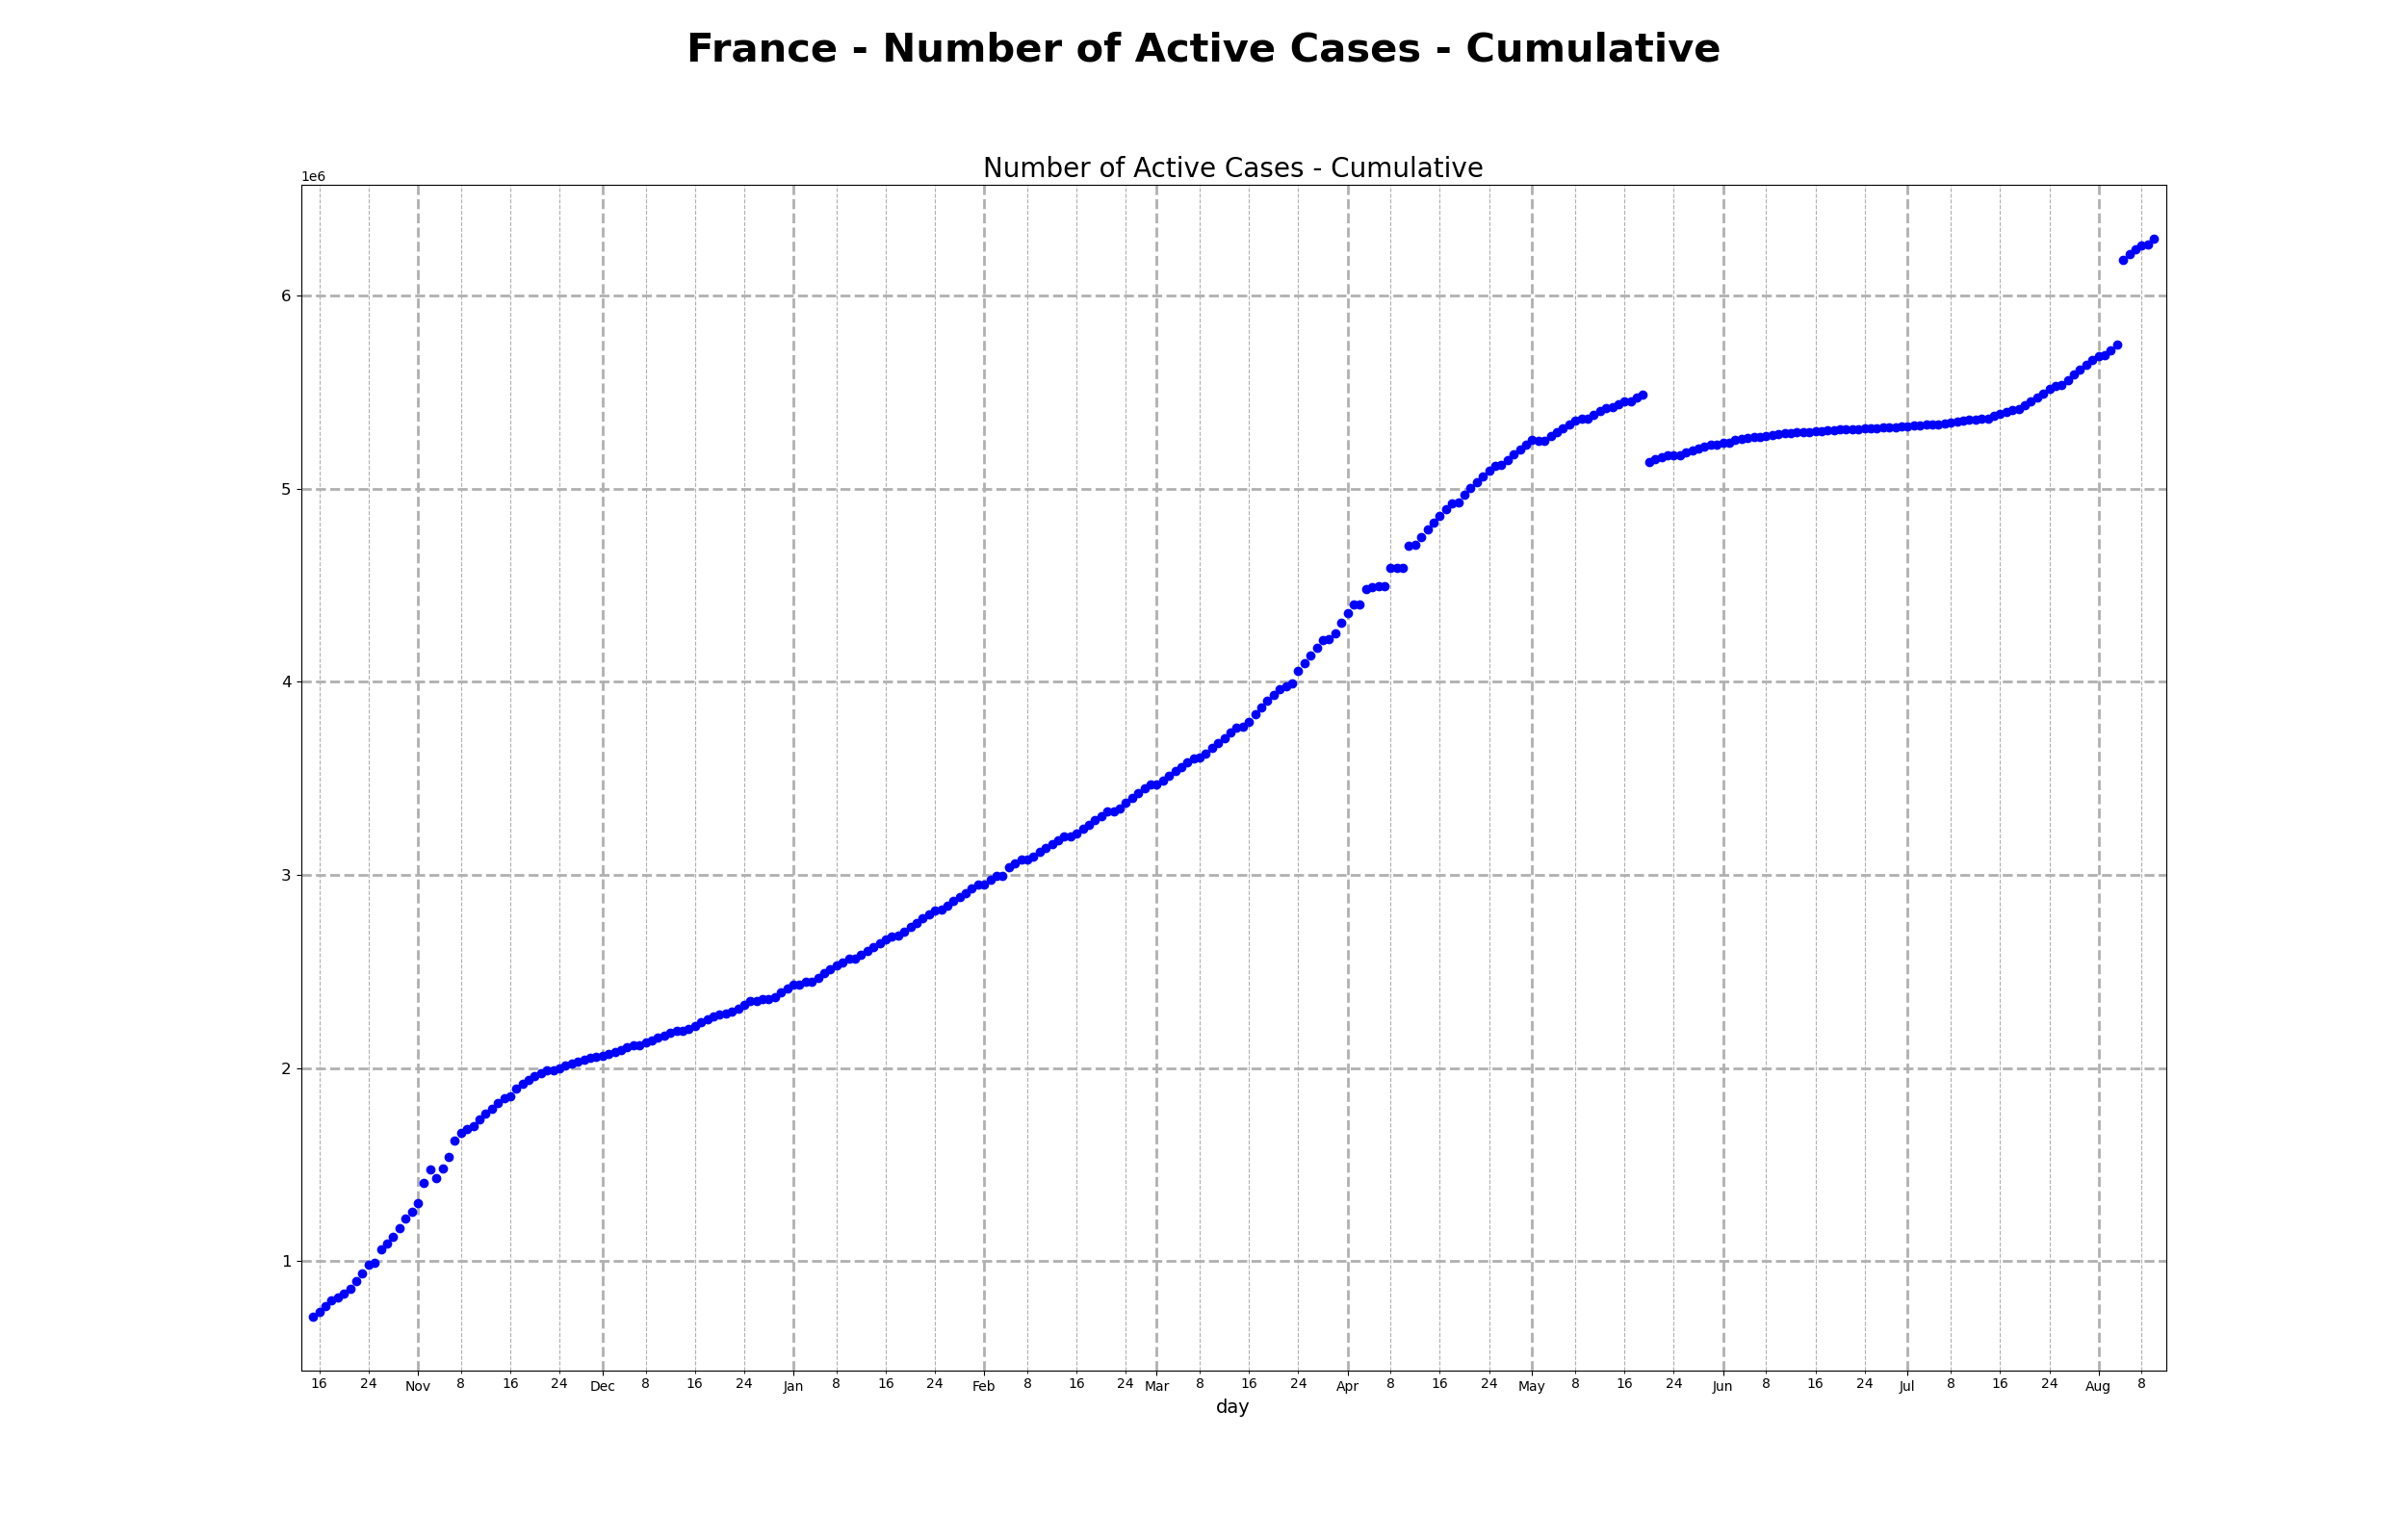 France - Number of Active Cases - Cumulative
Number of Active Cases - Cumulative
1e6
6
5
4
3
2
1
16 24 Nov 8 16 24 Dec 8 16 24 Jan 8 16 24 Feb 8 16 24 Mar 8 16 24 Apr 8 16 24 May 8 16 24 Jun 8 16 24 Jul 8 16 24 Aug 8
day